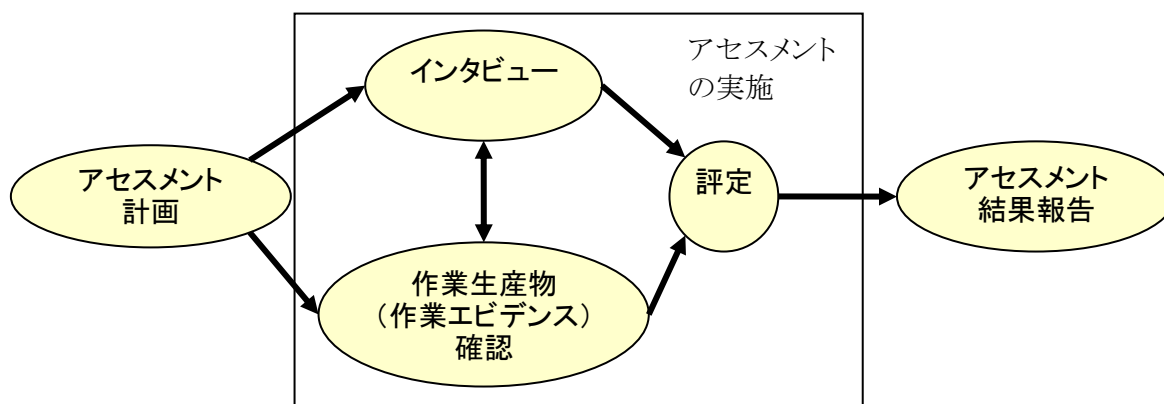 アセスメント
の実施
インタビュー
アセスメント
計画
評定
アセスメント
結果報告
作業生産物
（作業エビデンス）
確認